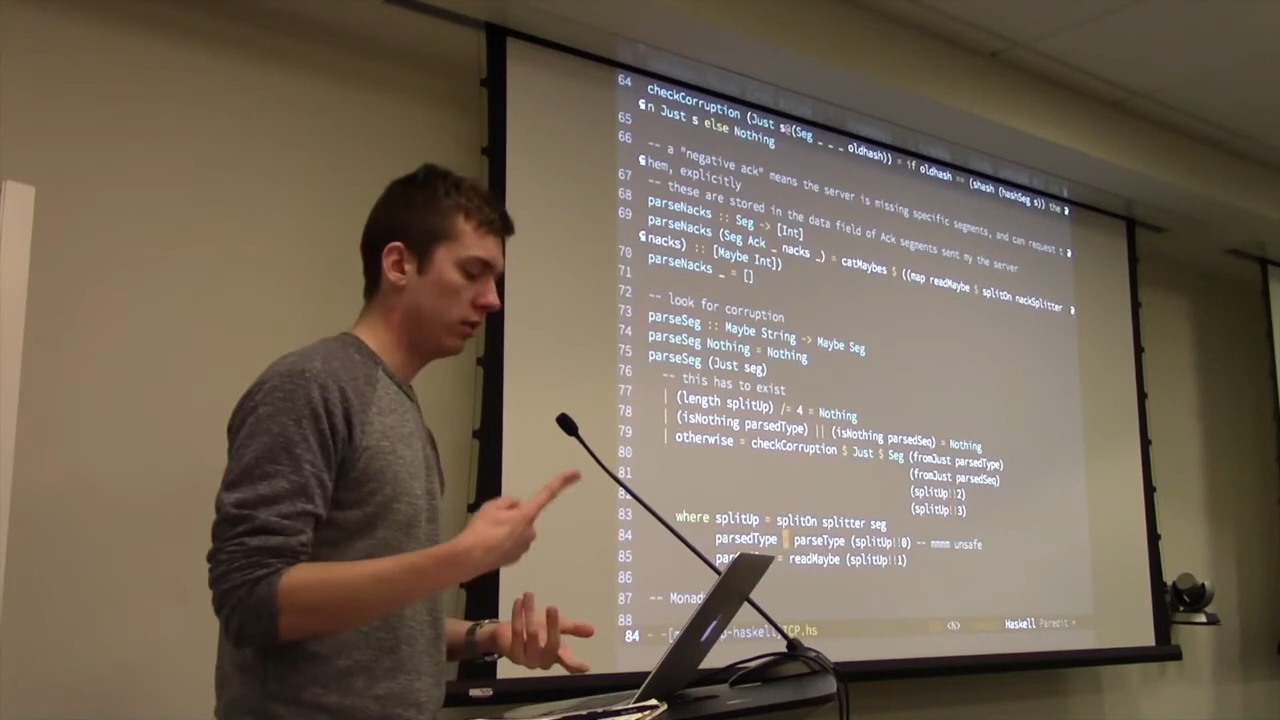 64 checkCorruption (Just s@(Seg _ _ _ oldhash)) = if oldhash == (shash (hashSeg s)) the
n Just s else Nothing
65
66 -- a "negative ack" means the server is missing specific segments, and can request t
hem, explicitly
67 -- these are stored in the data field of Ack segments sent my the server
68 parseNacks :: Seg -> [Int]
69 parseNacks (Seg Ack _ nacks _) = catMaybes $ ((map readMaybe $ splitOn nackSplitter
nacks) :: [Maybe Int])
70 parseNacks _ = []
71
72 -- look for corruption
73 parseSeg :: Maybe String -> Maybe Seg
74 parseSeg Nothing = Nothing
75 parseSeg (Just seg)
76 -- this has to exist
77 | (length splitUp) /= 4 = Nothing
78 | (isNothing parsedType) || (isNothing parsedSeq) = Nothing
79 | otherwise = checkCorruption $ Just $ Seg (fromJust parsedType)
80 (fromJust parsedSeq)
81 (splitUp!!2)
82 (splitUp!!3)
83 where splitUp = splitOn splitter seg
84 parsedType = parseType (splitUp!!0) -- mmmm unsafe
85 = readMaybe (splitUp!!1)
86
87 -- Monad
88
84 p-haskell/TCP.hs Haskell Paredit